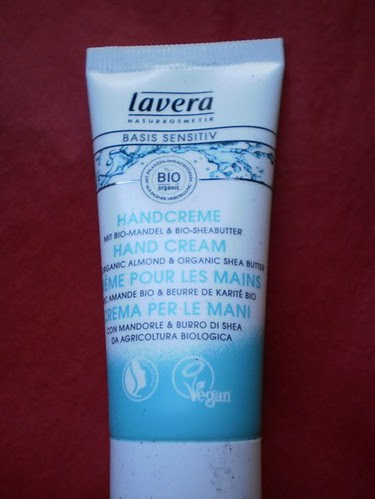 lavera
NATURKOSMETIK
BASIS SENSITIV
BIO
organic
HANDCREME
MIT BIO-MANDEL & BIO-SHEABUTTER
HAND CREAM
ORGANIC ALMOND & ORGANIC SHEA BUTTER
ÈME POUR LES MAINS
C AMANDE BIO & BEURRE DE KARITÉ BIO
CREMA PER LE MANI
CON MANDORLE & BURRO DI SHEA
DA AGRICOLTURA BIOLOGICA
Vegan